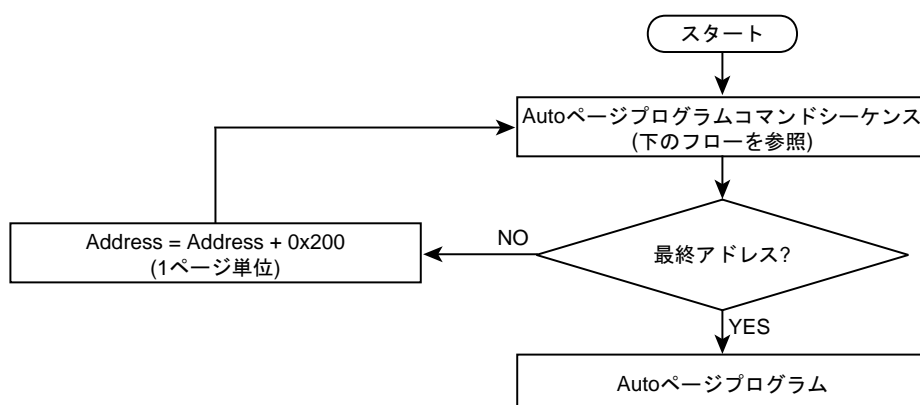 スタート
Autoページプログラムコマンドシーケンス
(下のフローを参照)
Address = Address + 0x200
(1ページ単位)
NO
最終アドレス?
YES
Autoページプログラム